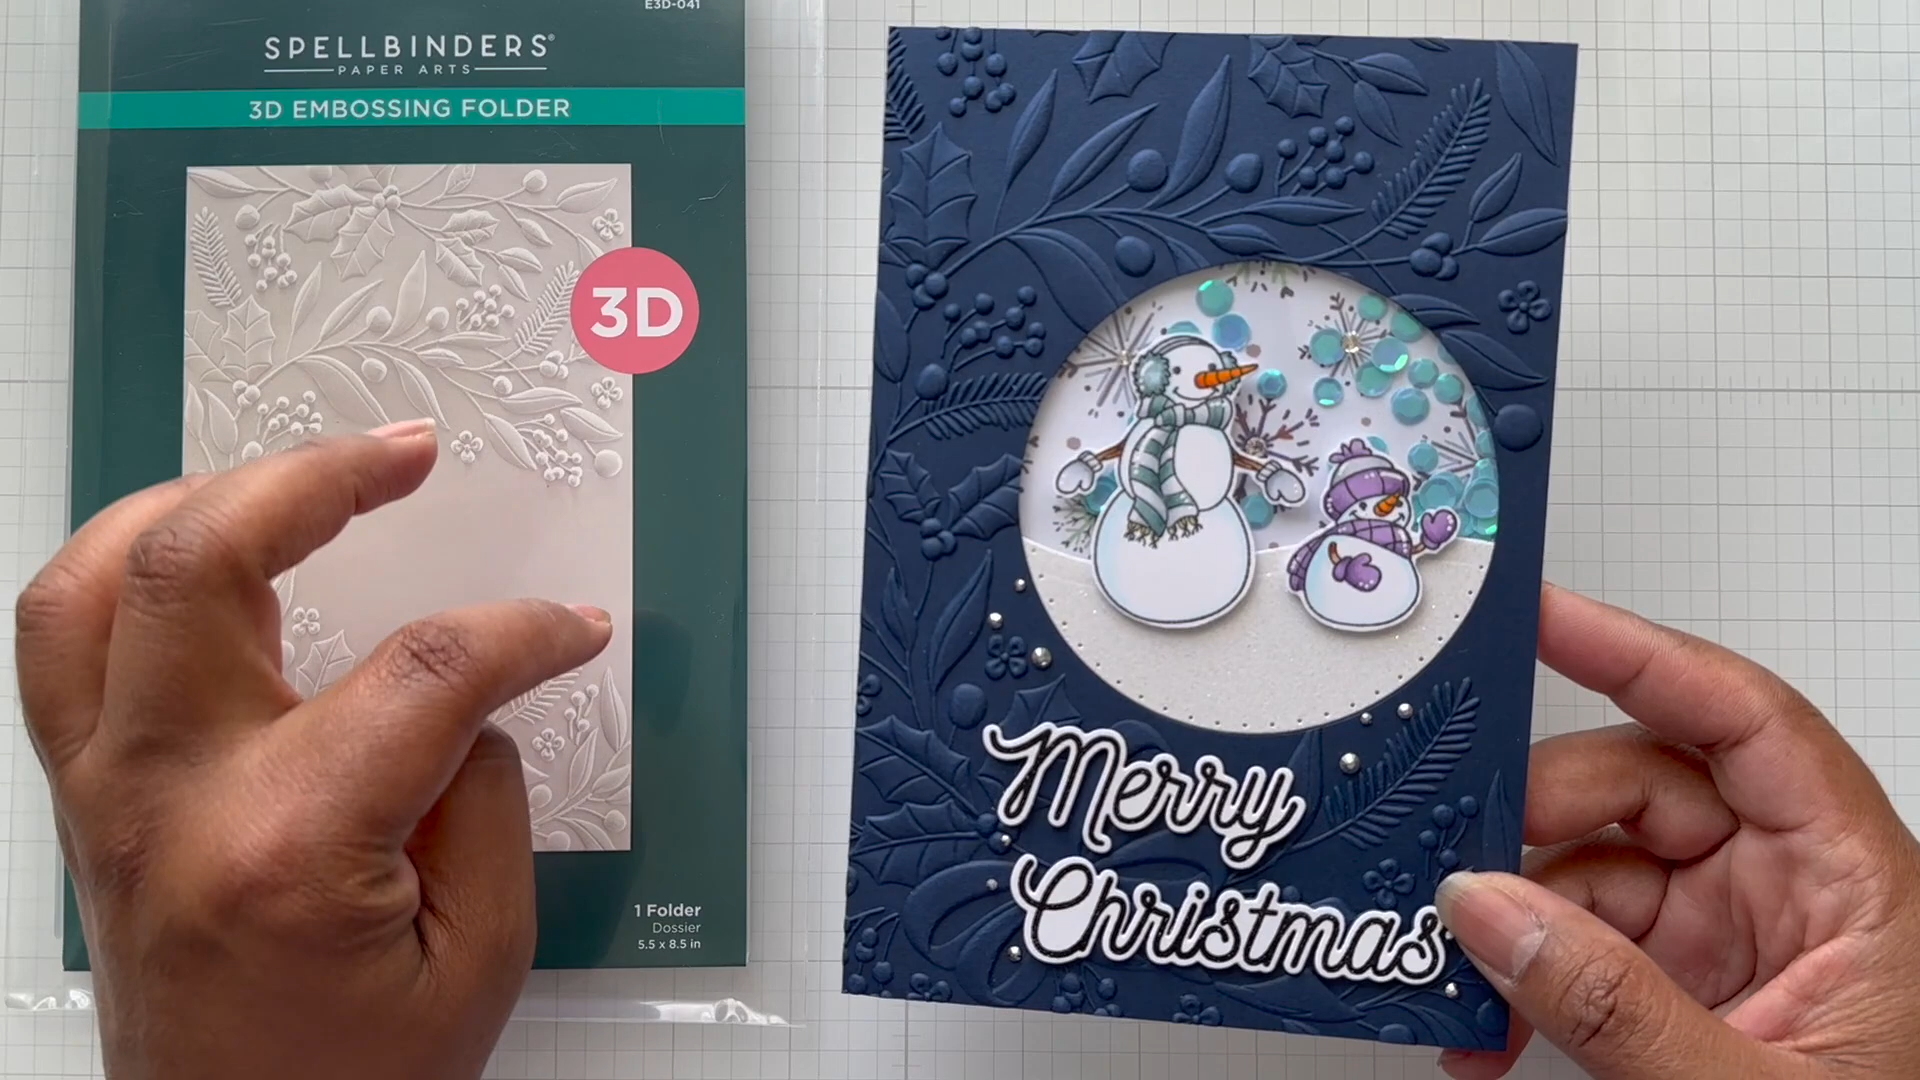 E3D-041
SPELLBINDERS®
PAPER ARTS
3D EMBOSSING FOLDER
3D
1 Folder
Dossier
5.5 x 8.5 in
Merry
Christmas